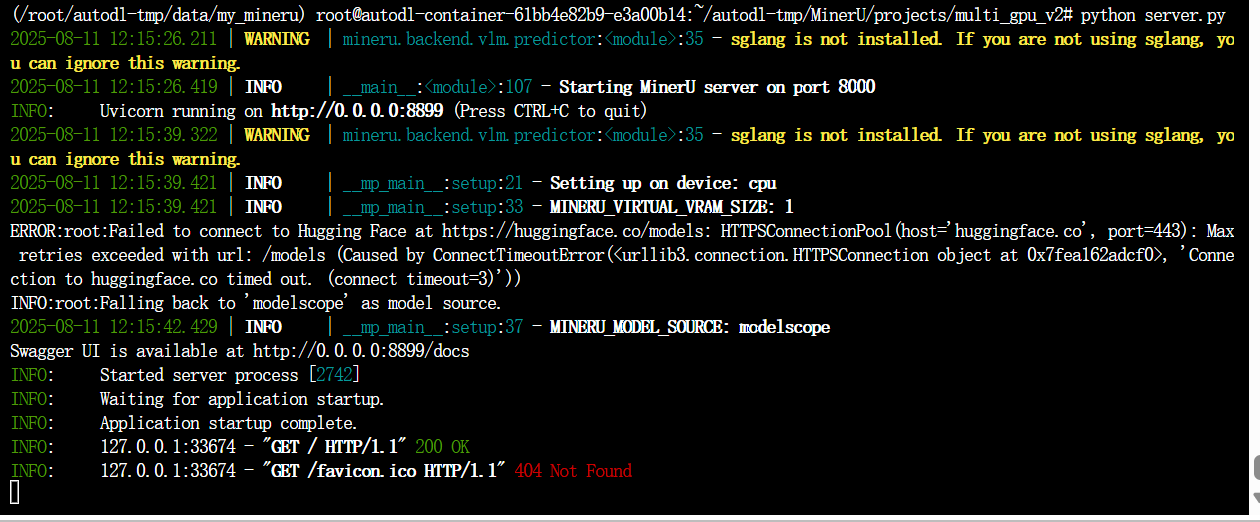 (/root/autodl-tmp/data/my_mineru) root@autodl-container-61bb4e82b9-e3a00b14:~/autodl-tmp/MinerU/projects/multi_gpu_v2# python server.py
2025-08-11 12:15:26.211 | WARNING  | mineru.backend.vlm.predictor:<module>:35 - sglang is not installed. If you are not using sglang, yo
u can ignore this warning.
2025-08-11 12:15:26.419 | INFO     | __main__:<module>:107 - Starting MinerU server on port 8000
INFO:     Uvicorn running on http://0.0.0.0:8899 (Press CTRL+C to quit)
2025-08-11 12:15:39.322 | WARNING  | mineru.backend.vlm.predictor:<module>:35 - sglang is not installed. If you are not using sglang, yo
u can ignore this warning.
2025-08-11 12:15:39.421 | INFO     | __mp_main__:setup:21 - Setting up on device: cpu
2025-08-11 12:15:39.421 | INFO     | __mp_main__:setup:33 - MINERU_VIRTUAL_VRAM_SIZE: 1
ERROR:root:Failed to connect to Hugging Face at https://huggingface.co/models: HTTPSConnectionPool(host='huggingface.co', port=443): Max
 retries exceeded with url: /models (Caused by ConnectTimeoutError(<urllib3.connection.HTTPSConnection object at 0x7fea162adcf0>, 'Conne
ction to huggingface.co timed out. (connect timeout=3)'))
INFO:root:Falling back to 'modelscope' as model source.
2025-08-11 12:15:42.429 | INFO     | __mp_main__:setup:37 - MINERU_MODEL_SOURCE: modelscope
Swagger UI is available at http://0.0.0.0:8899/docs
INFO:     Started server process [2742]
INFO:     Waiting for application startup.
INFO:     Application startup complete.
INFO:     127.0.0.1:33674 - "GET / HTTP/1.1" 200 OK
INFO:     127.0.0.1:33674 - "GET /favicon.ico HTTP/1.1" 404 Not Found